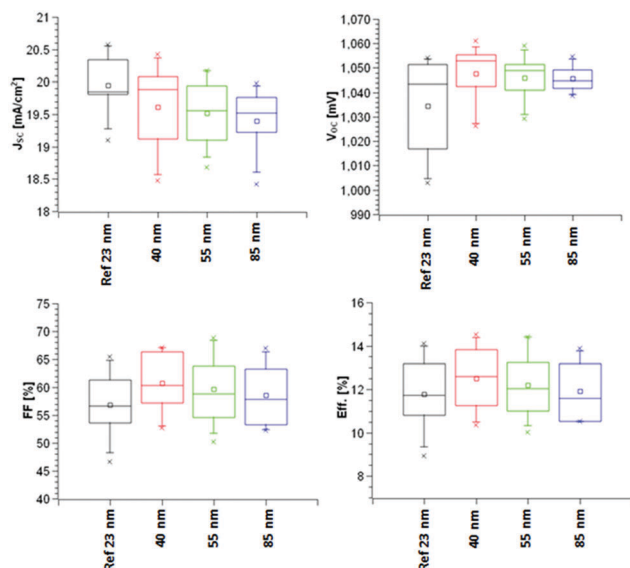 20.5
20
19.5
19
18.5
18
J_SC [mA/cm²]
Ref 23 nm
40 nm
55 nm
85 nm
1,070
1,060
1,050
1,040
1,030
1,020
1,010
1,000
990
V_OC [mV]
Ref 23 nm
40 nm
55 nm
85 nm
75
70
65
60
55
50
45
40
FF [%]
Ref 23 nm
40 nm
55 nm
85 nm
16
14
12
10
8
Eff. [%]
Ref 23 nm
40 nm
55 nm
85 nm